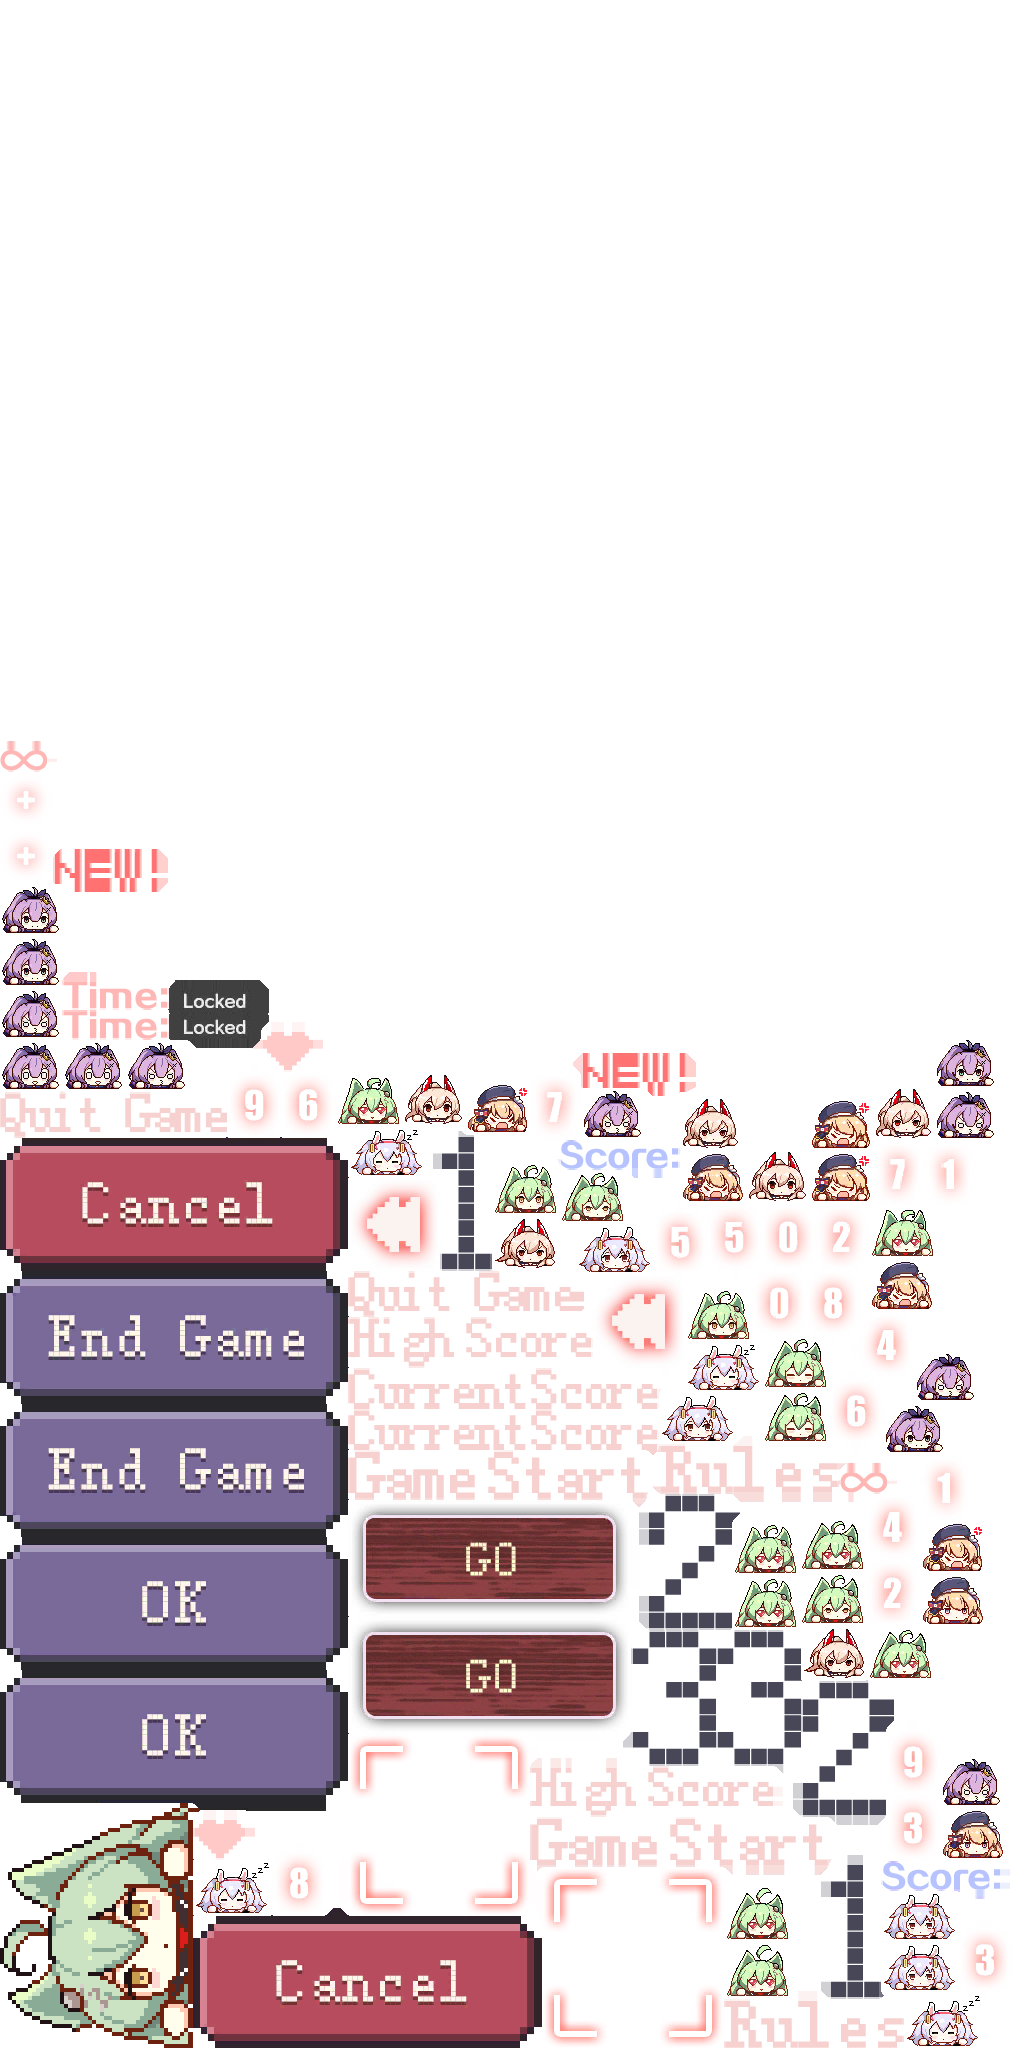 ∞
+
+
NEW!
Time:
Locked
Time:
Locked
NEW!
Quit Game
9
6
7
Score:
7
1
Cancel
1
5
5
0
2
End Game
Quit Game
0
8
High Score
4
Current Score
6
Current Score
End Game
Game Start
Rules
∞
1
GO
2
4
OK
2
GO
3
3
OK
2
9
High Score
3
Game Start
8
Score:
1
3
Cancel
Rules